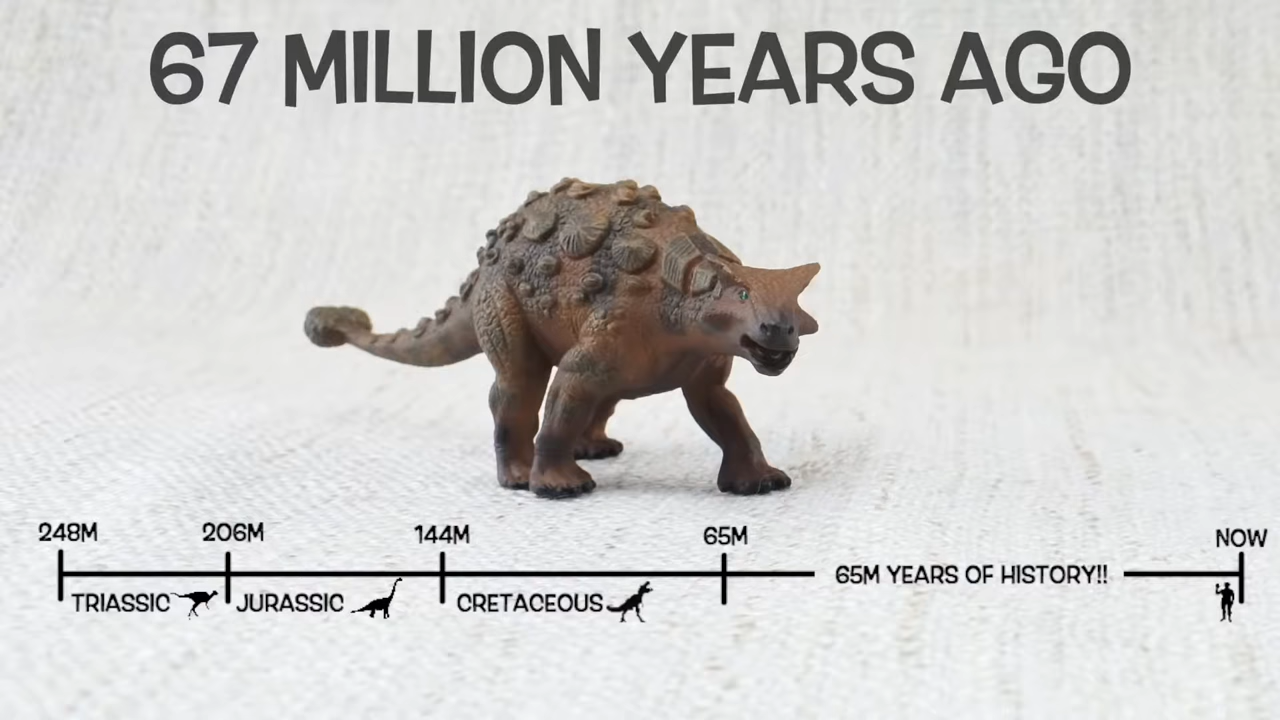 67 MILLION YEARS AGO
248M 206M 144M 65M NOW
65M YEARS OF HISTORY!!
TRIASSIC JURASSIC CRETACEOUS